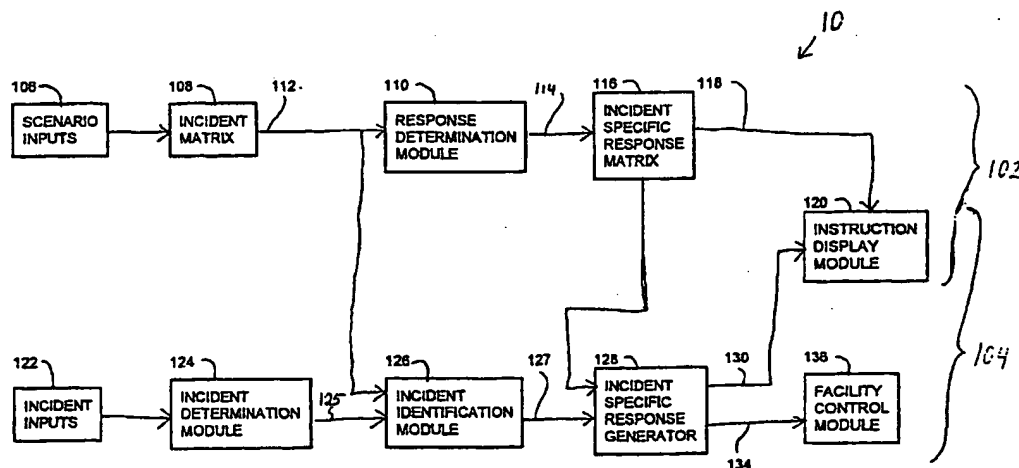 10
106
108
112
110
114
116
118
SCENARIO
INPUTS
INCIDENT
MATRIX
RESPONSE
DETERMINATION
MODULE
INCIDENT
SPECIFIC
RESPONSE
MATRIX
102
120
INSTRUCTION
DISPLAY
MODULE
104
122
124
126
127
128
130
136
INCIDENT
INPUTS
INCIDENT
DETERMINATION
MODULE
125
INCIDENT
IDENTIFICATION
MODULE
INCIDENT
SPECIFIC
RESPONSE
GENERATOR
134
FACILITY
CONTROL
MODULE